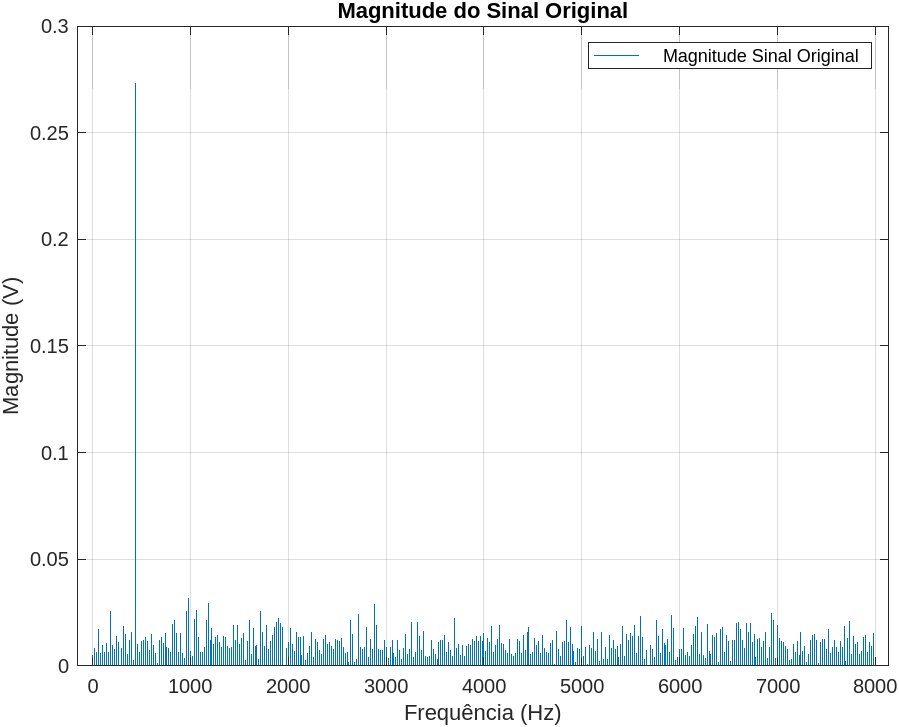 Magnitude do Sinal Original
Magnitude Sinal Original
0.3
0.25
0.2
0.15
0.1
0.05
0
Magnitude (V)
0 1000 2000 3000 4000 5000 6000 7000 8000
Frequência (Hz)